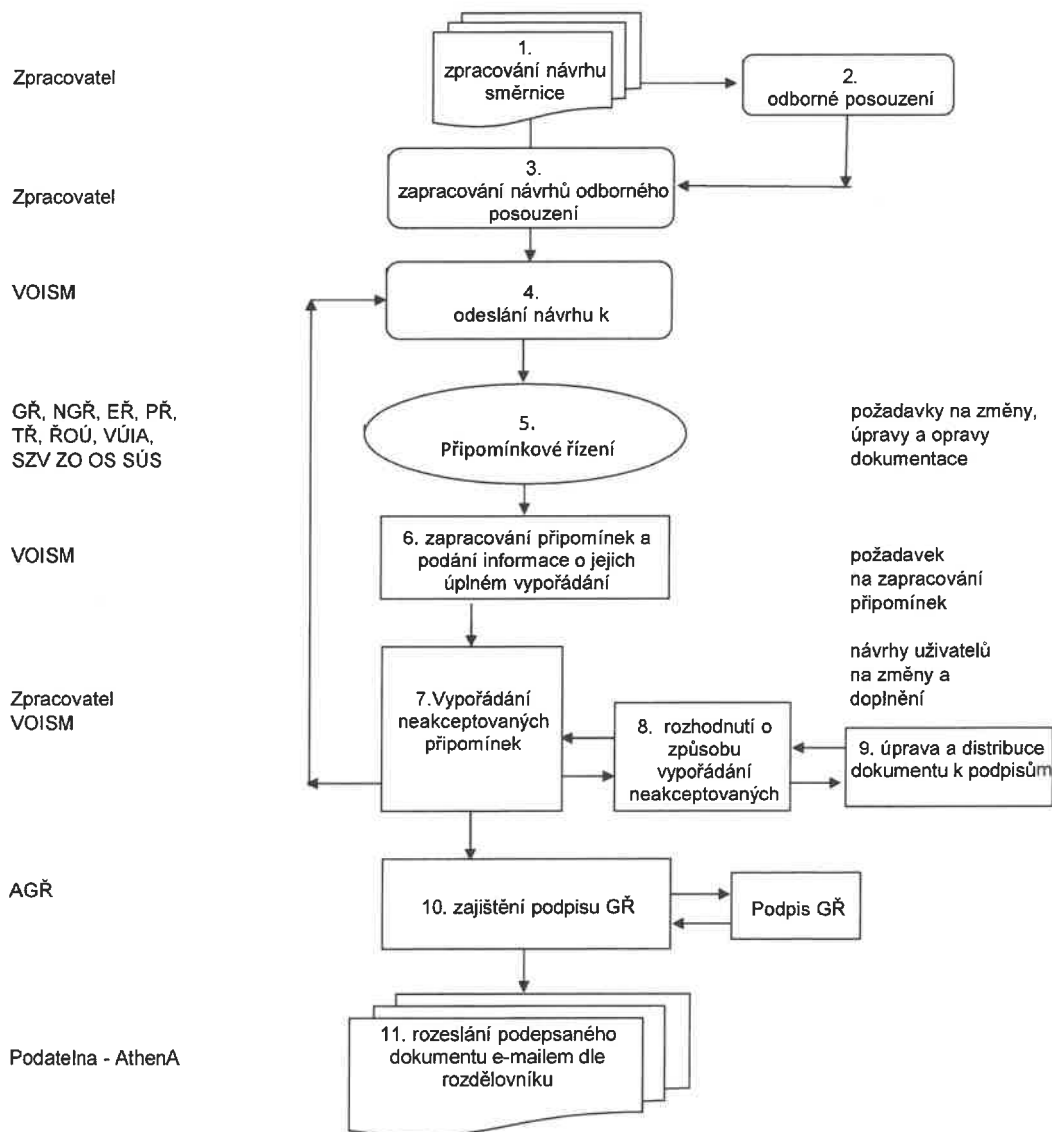 Zpracovatel
1.
zpracování návrhu
směrnice
2.
odborné posouzení
Zpracovatel
3.
zapracování návrhů odborného
posouzení
VOISM
4.
odeslání návrhu k
GŘ, NGŘ, EŘ, PŘ,
TŘ, ŘOÚ, VÚIA,
SZV ZO OS SÚS
5.
Připomínkové řízení
požadavky na změny,
úpravy a opravy
dokumentace
VOISM
6. zapracování připomínek a
podání informace o jejich
úplném vypořádání
požadavek
na zapracování
připomínek
návrhy uživatelů
na změny a
doplnění
Zpracovatel
VOISM
7.Vypořádání
neakceptovaných
připomínek
8. rozhodnutí o
způsobu
vypořádání
neakceptovaných
9. úprava a distribuce
dokumentu k podpisům
AGŘ
10. zajištění podpisu GŘ
Podpis GŘ
Podatelna - AthenA
11. rozeslání podepsaného
dokumentu e-mailem dle
rozdělovníku